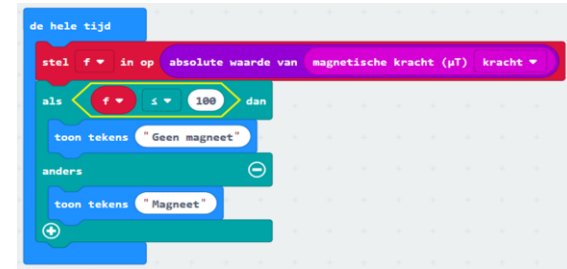 de hele tijd
stel f in op absolute waarde van magnetische kracht (µT) kracht
als f ≤ 100 dan
toon tekens "Geen magneet"
anders
toon tekens "Magneet"